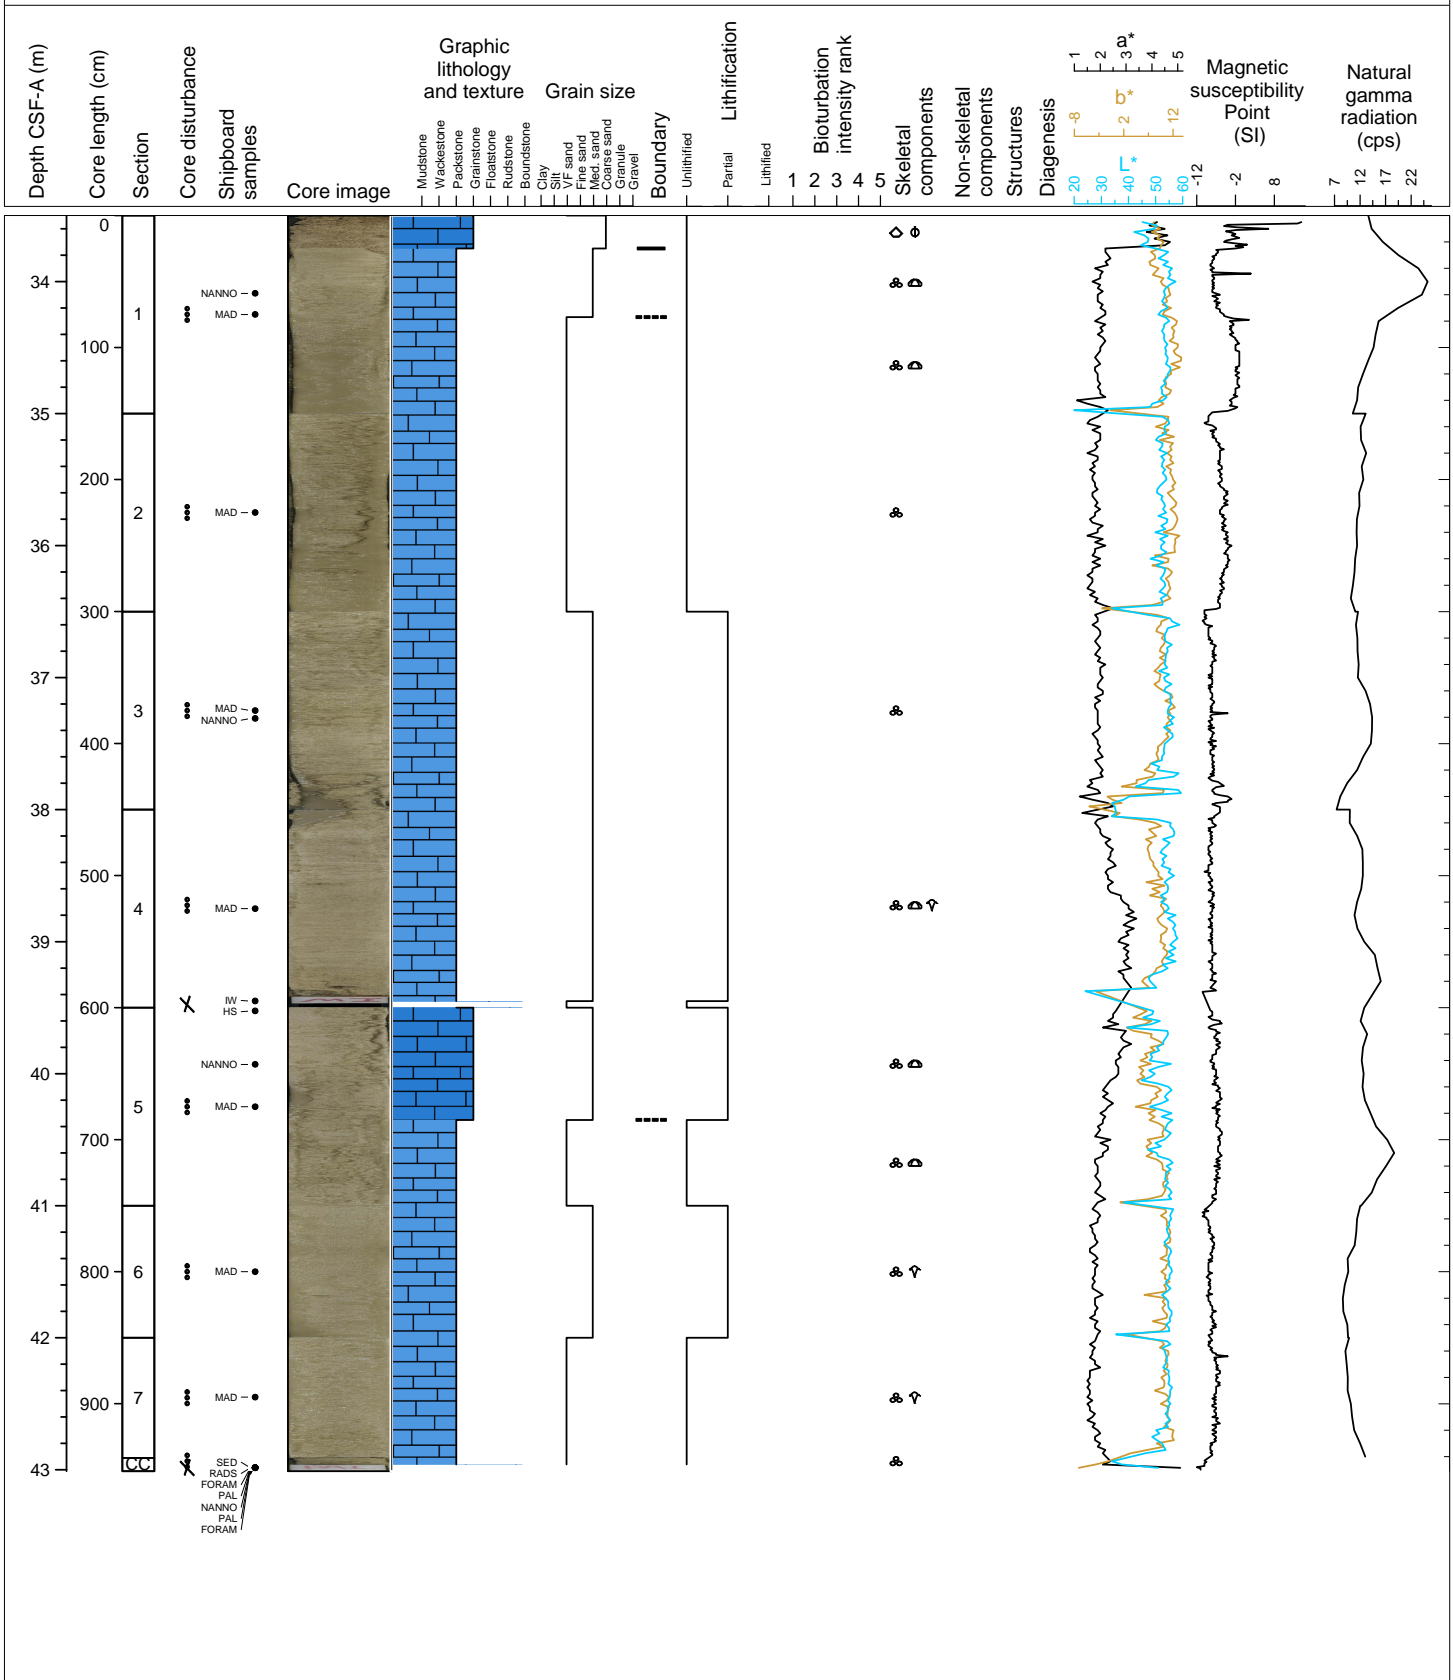 Depth CSF-A (m)
Core length (cm)
Section
Core disturbance
Shipboard
samples
Core image
Graphic
lithology
and texture
Mudstone
Wackestone
Packstone
Grainstone
Floatstone
Rudstone
Boundstone
Grain size
Clay
Silt
VF sand
Fine sand
Med. sand
Coarse sand
Granule
Gravel
Boundary
Lithification
Unlithified
Partial
Lithified
Bioturbation
intensity rank
1 2 3 4 5
Skeletal
components
Non-skeletal
components
Structures
Diagenesis
a*
1 2 3 4 5
b*
-8 2 12
L*
20 30 40 50 60
Magnetic
susceptibility
Point
(SI)
-12 -2 8
Natural
gamma
radiation
(cps)
7 12 17 22
0
34
NANNO
1 MAD
100
35
200
2 MAD
36
300
37
3 MAD
NANNO
400
38
500
4 MAD
39
IW
600
HS
NANNO
40
5 MAD
700
41
6 800 MAD
42
7 MAD
900
CC SED
43 RADS
FORAM
PAL
NANNO
PAL
FORAM